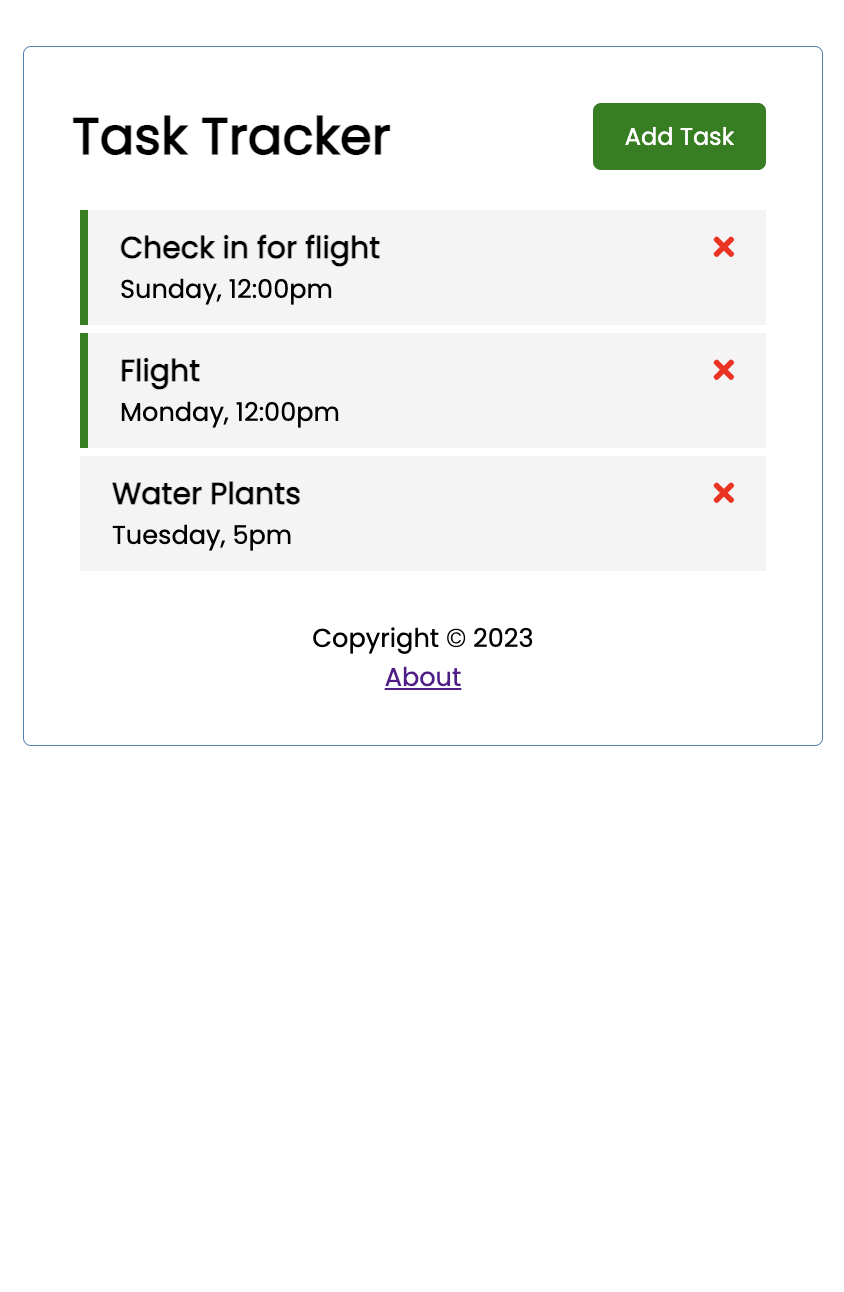 Task Tracker
Add Task
Check in for flight
Sunday, 12:00pm
Flight
Monday, 12:00pm
Water Plants
Tuesday, 5pm
Copyright © 2023
About